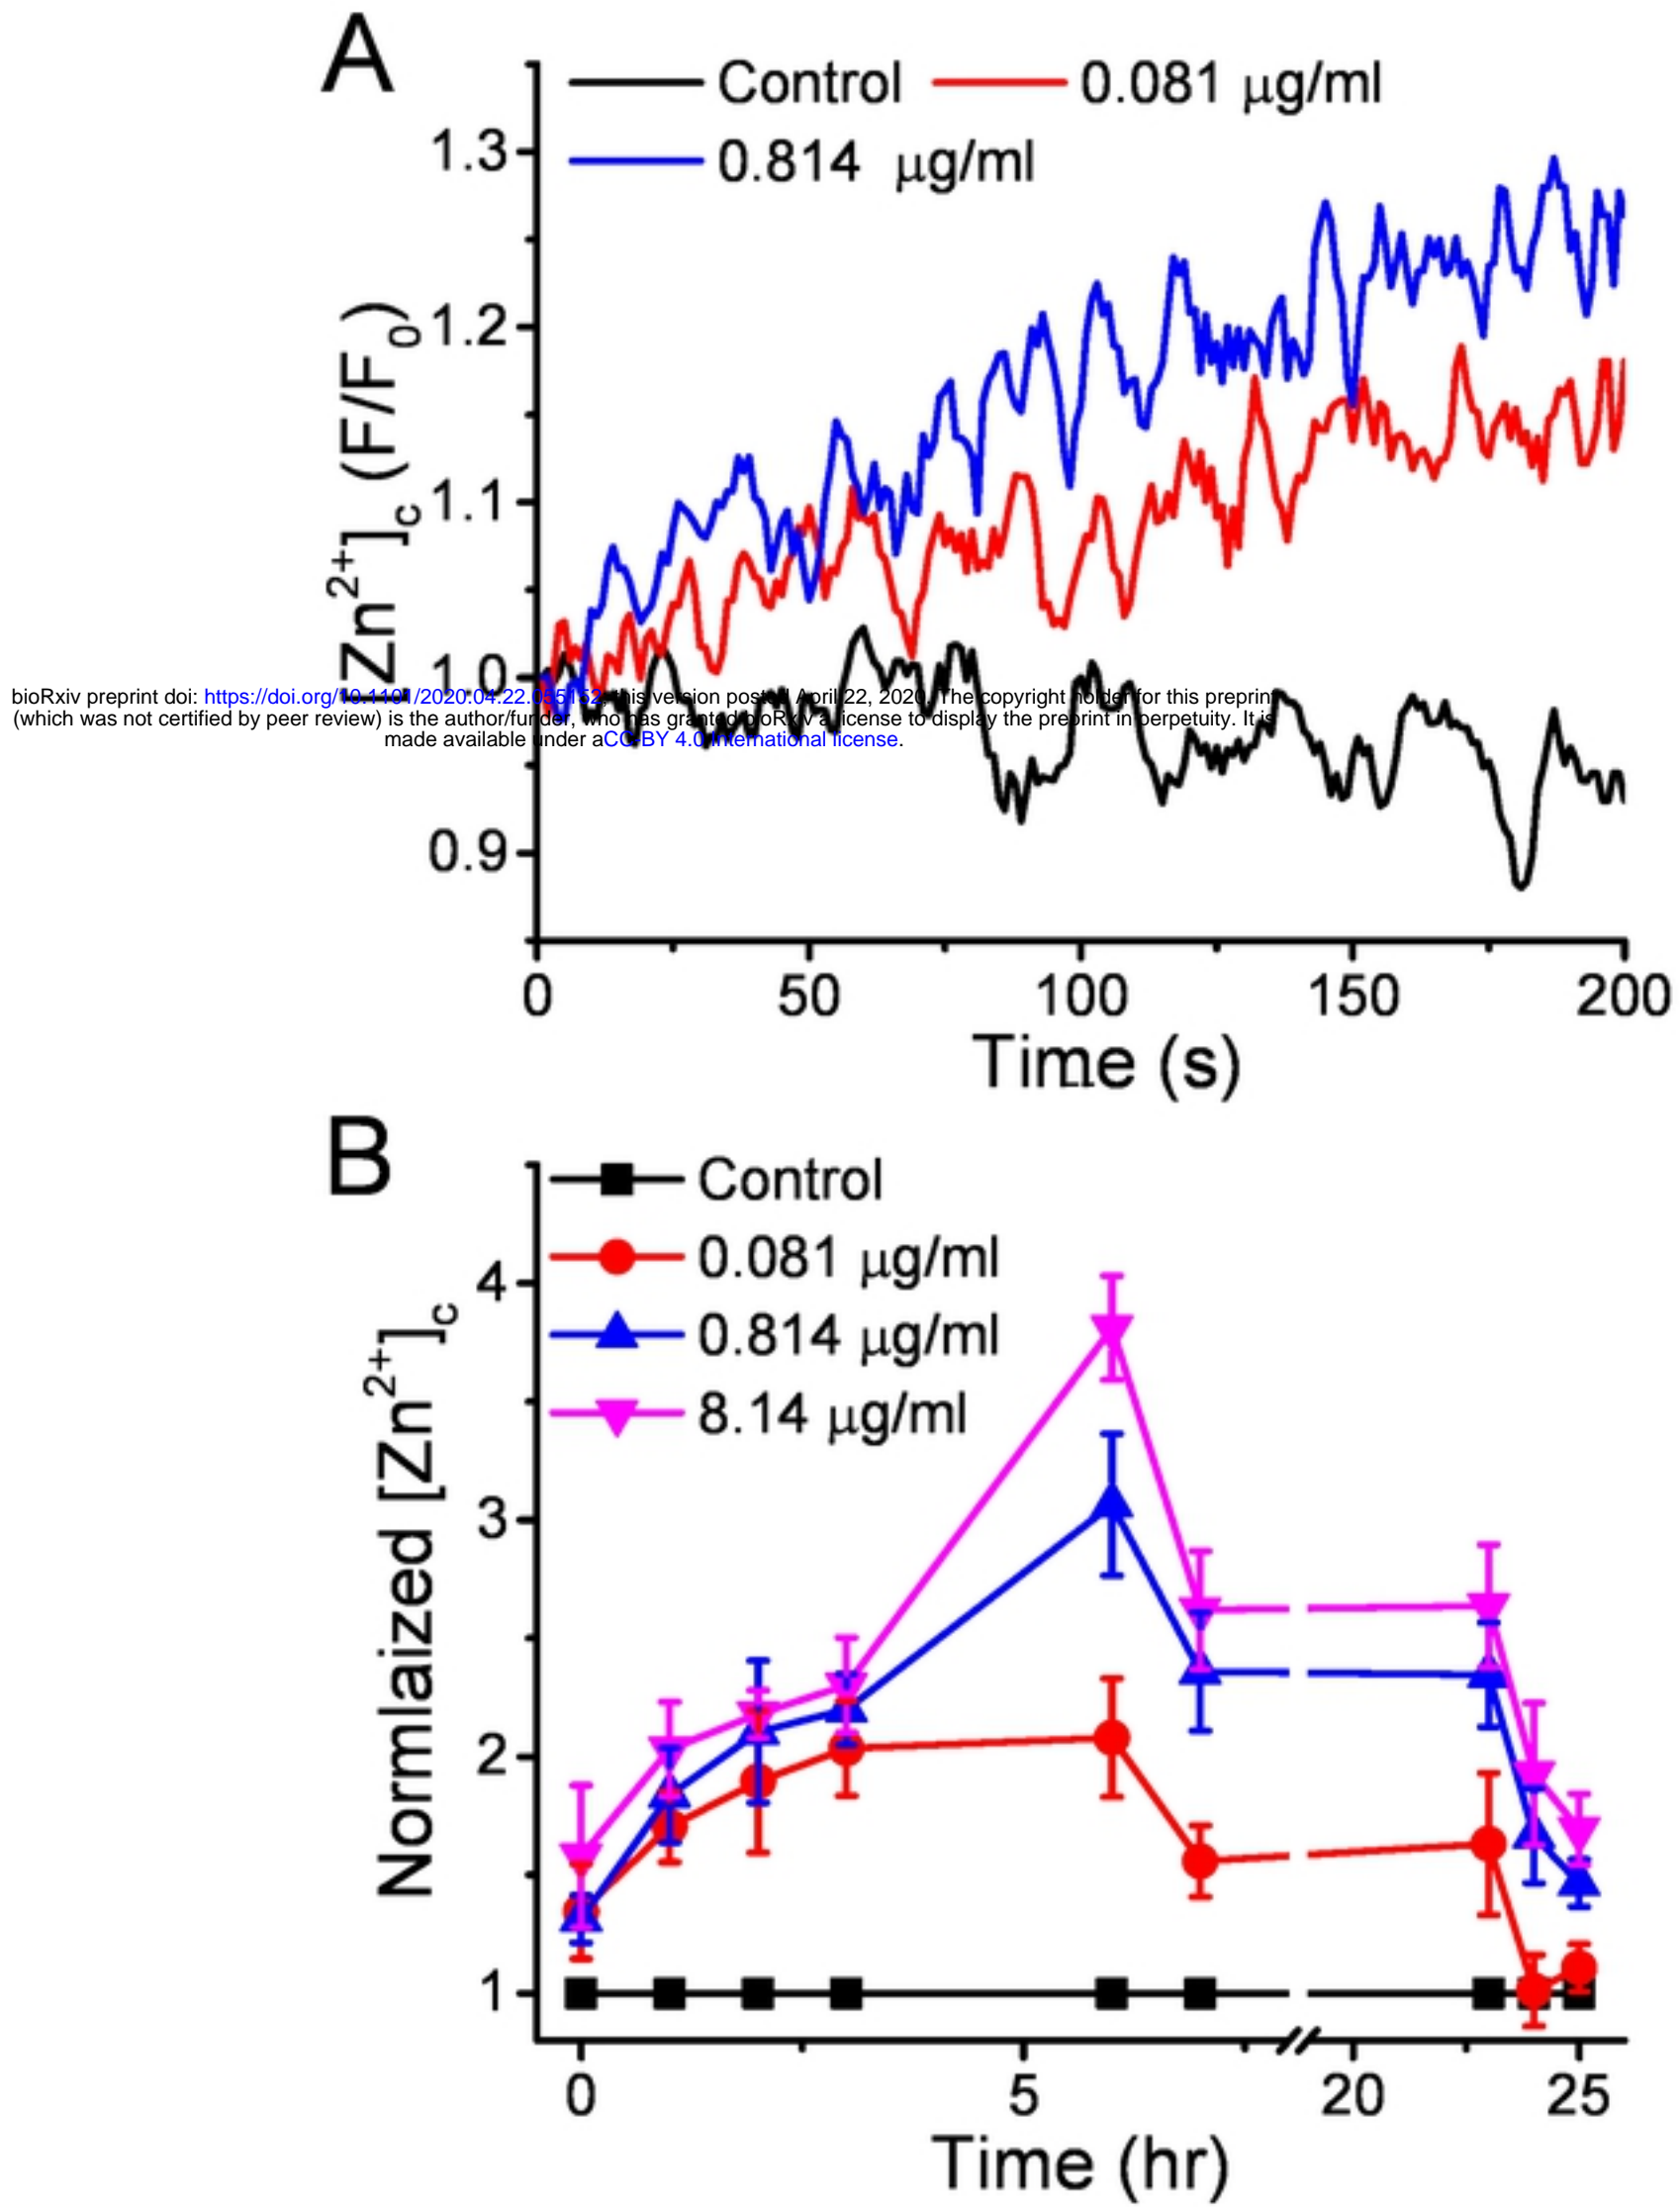 A
Control 0.081 µg/ml
0.814 µg/ml
1.3
1.2
1.1
1.0
0.9
[Zn2+]c (F/F0)
bioRxiv preprint doi: https://doi.org/10.1101/2020.04.22.055152; this version posted April 22, 2020. The copyright holder for this preprint
(which was not certified by peer review) is the author/funder, who has granted bioRxiv a license to display the preprint in perpetuity. It is
made available under aCC-BY 4.0 International license.
0 50 100 150 200
Time (s)
B
Control
0.081 µg/ml
0.814 µg/ml
8.14 µg/ml
4
3
2
1
Normlaized [Zn2+]c
0 5 20 25
Time (hr)